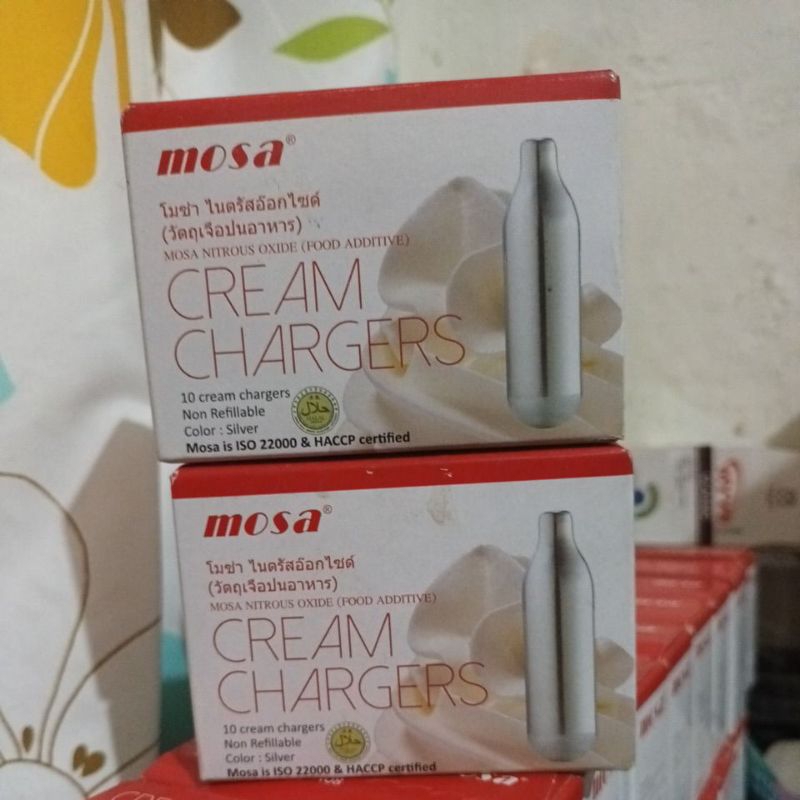 mosa®
โมซ่า ไนตรัสอ๊อกไซด์
(วัตถุเจือปนอาหาร)
MOSA NITROUS OXIDE (FOOD ADDITIVE)
CREAM
CHARGERS
10 cream chargers
Non Refillable
Color : Silver
Mosa is ISO 22000 & HACCP certified
حلال
mosa®
โมซ่า ไนตรัสอ๊อกไซด์
(วัตถุเจือปนอาหาร)
MOSA NITROUS OXIDE (FOOD ADDITIVE)
CREAM
CHARGERS
10 cream chargers
Non Refillable
Color : Silver
Mosa is ISO 22000 & HACCP certified
حلال
mosa